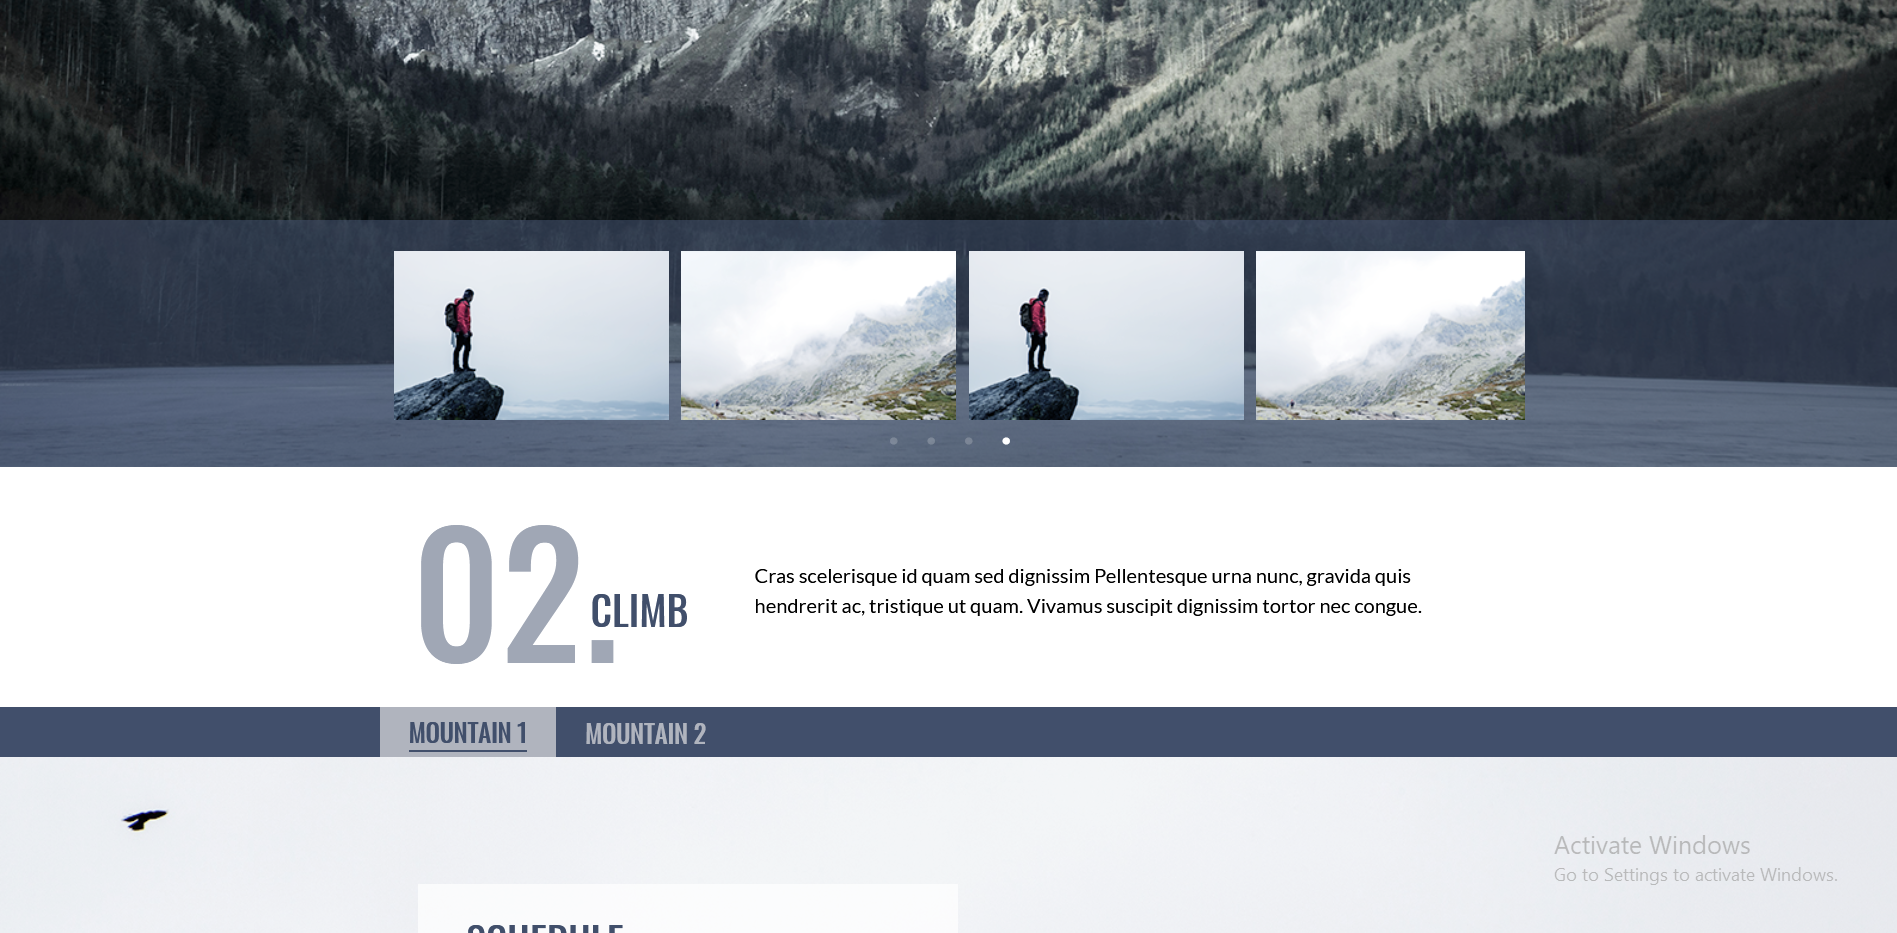 02.
CLIMB
Cras scelerisque id quam sed dignissim Pellentesque urna nunc, gravida quis
hendrerit ac, tristique ut quam. Vivamus suscipit dignissim tortor nec congue.
MOUNTAIN 1
MOUNTAIN 2
Activate Windows
Go to Settings to activate Windows.
SCHEDULE